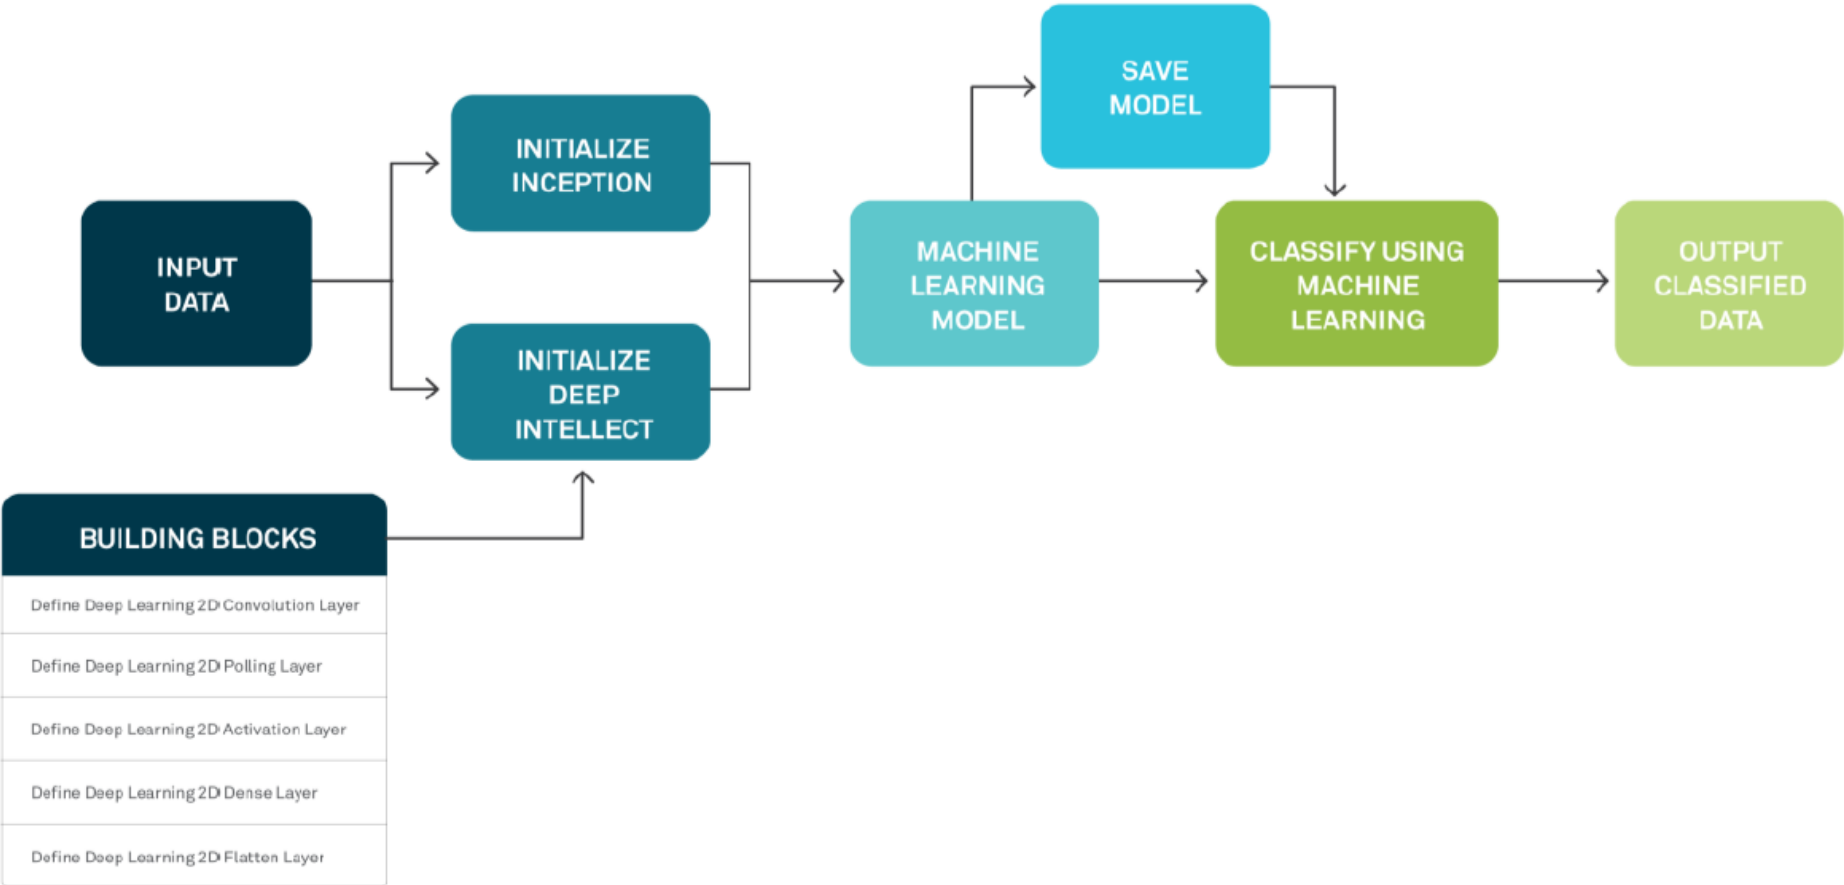 INPUT
DATA
INITIALIZE
INCEPTION
INITIALIZE
DEEP
INTELLECT
BUILDING BLOCKS
Define Deep Learning 2D Convolution Layer
Define Deep Learning 2D Polling Layer
Define Deep Learning 2D Activation Layer
Define Deep Learning 2D Dense Layer
Define Deep Learning 2D Flatten Layer
MACHINE
LEARNING
MODEL
SAVE
MODEL
CLASSIFY USING
MACHINE
LEARNING
OUTPUT
CLASSIFIED
DATA